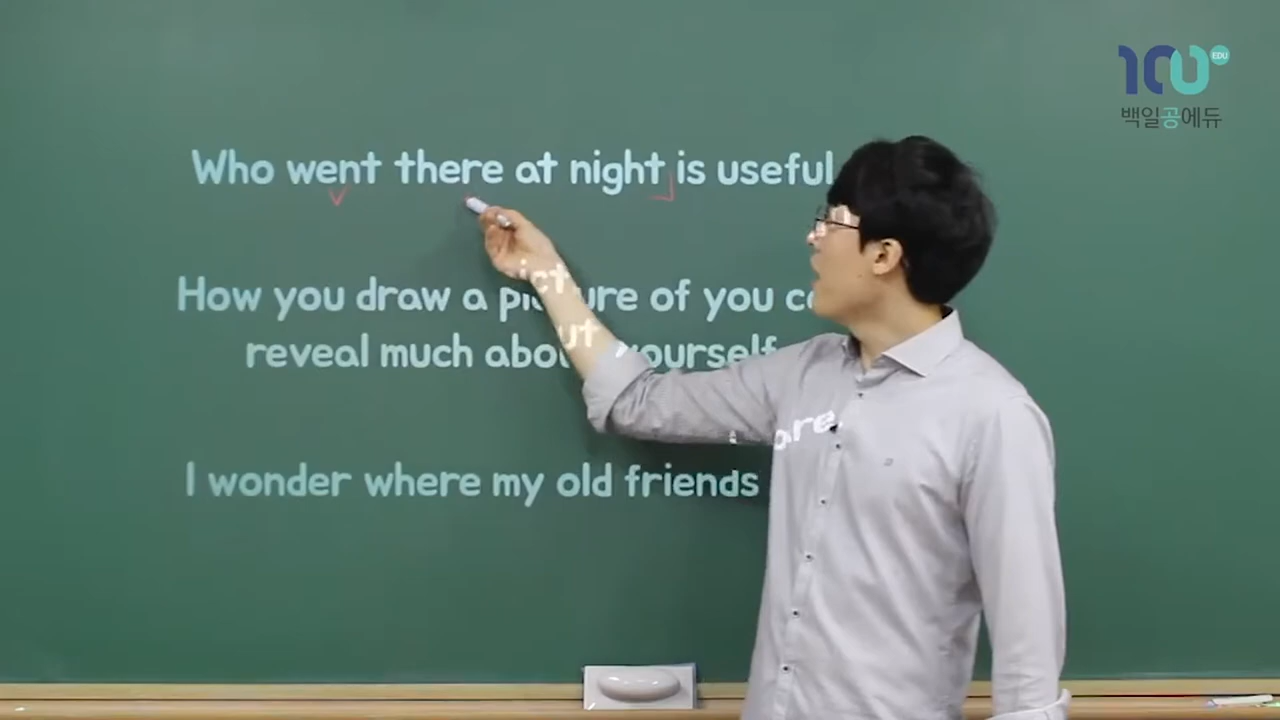 100 EDU
백일공에듀
Who went there at night is useful
How you draw a picture of you
reveal much about yourself
I wonder where my old friends are.